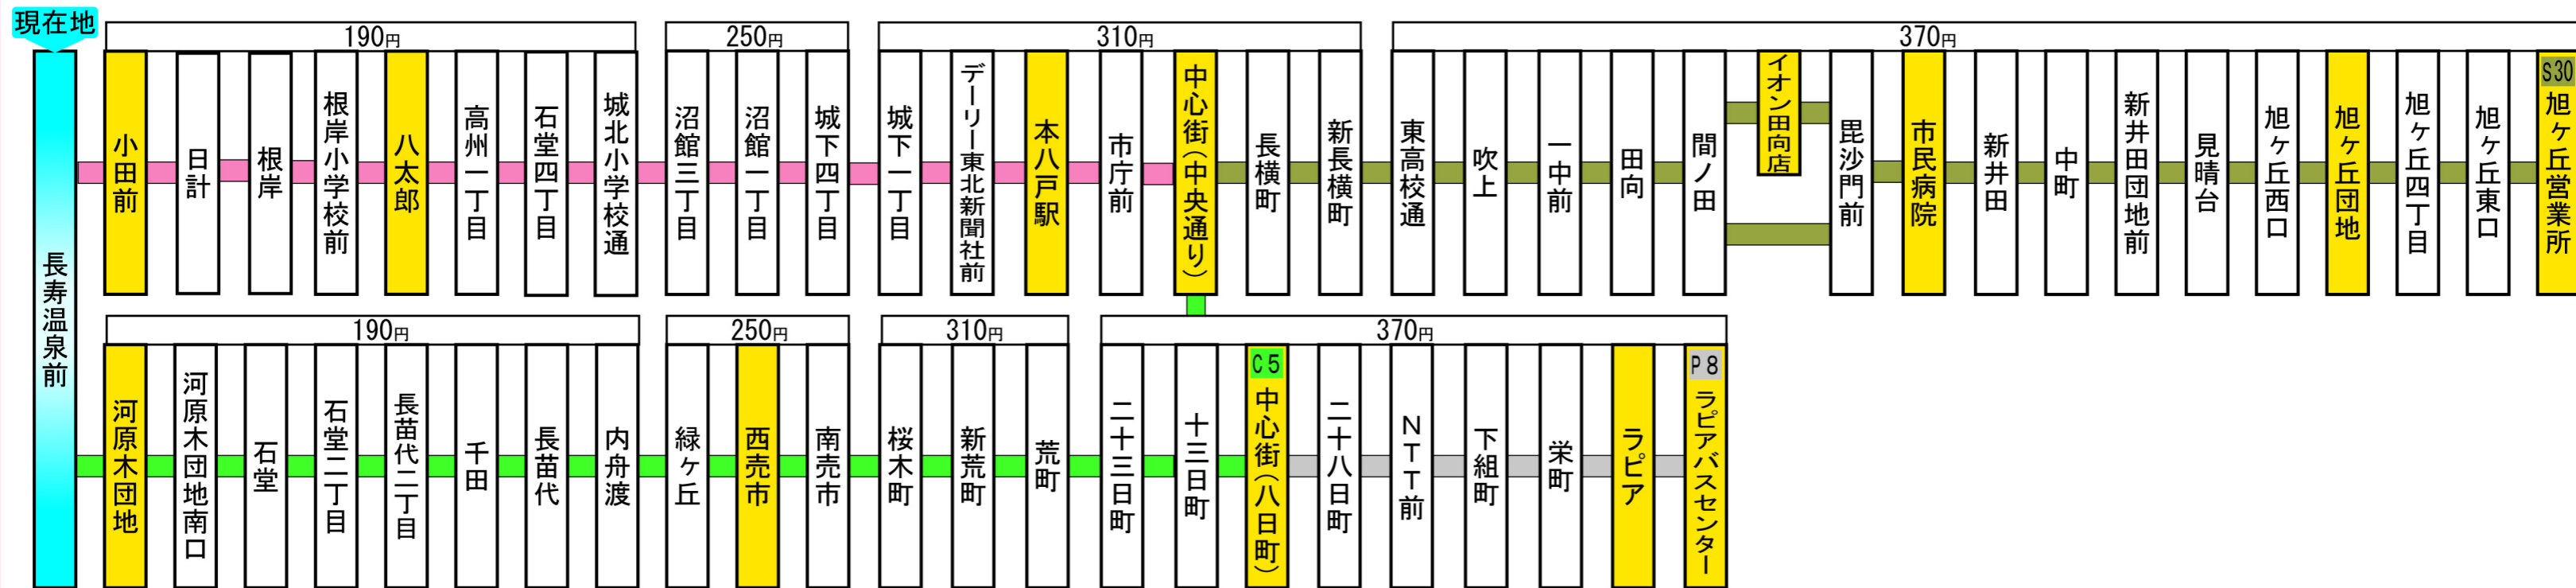 現在地
長寿温泉前
190円
250円
310円
370円
小田前
日計
根岸
根岸小学校前
八太郎
高州一丁目
石堂四丁目
城北小学校通
沼館三丁目
沼館一丁目
城下四丁目
城下一丁目
デーリー東北新聞社前
本八戸駅
市庁前
中心街(中央通り)
長横町
新長横町
東高校通
吹上
一中前
田向
間ノ田
イオン田向店
毘沙門前
市民病院
新井田
中町
新井田団地前
見晴台
旭ヶ丘西口
旭ヶ丘団地
旭ヶ丘四丁目
旭ヶ丘東口
S30
旭ヶ丘営業所
190円
250円
310円
370円
河原木団地
河原木団地南口
石堂
石堂二丁目
長苗代二丁目
千田
長苗代
内舟渡
緑ヶ丘
西売市
南売市
桜木町
新荒町
荒町
二十三日町
十三日町
C5
中心街(八日町)
二十八日町
NTT前
下組町
栄町
ラピア
P8
ラピアバスセンター